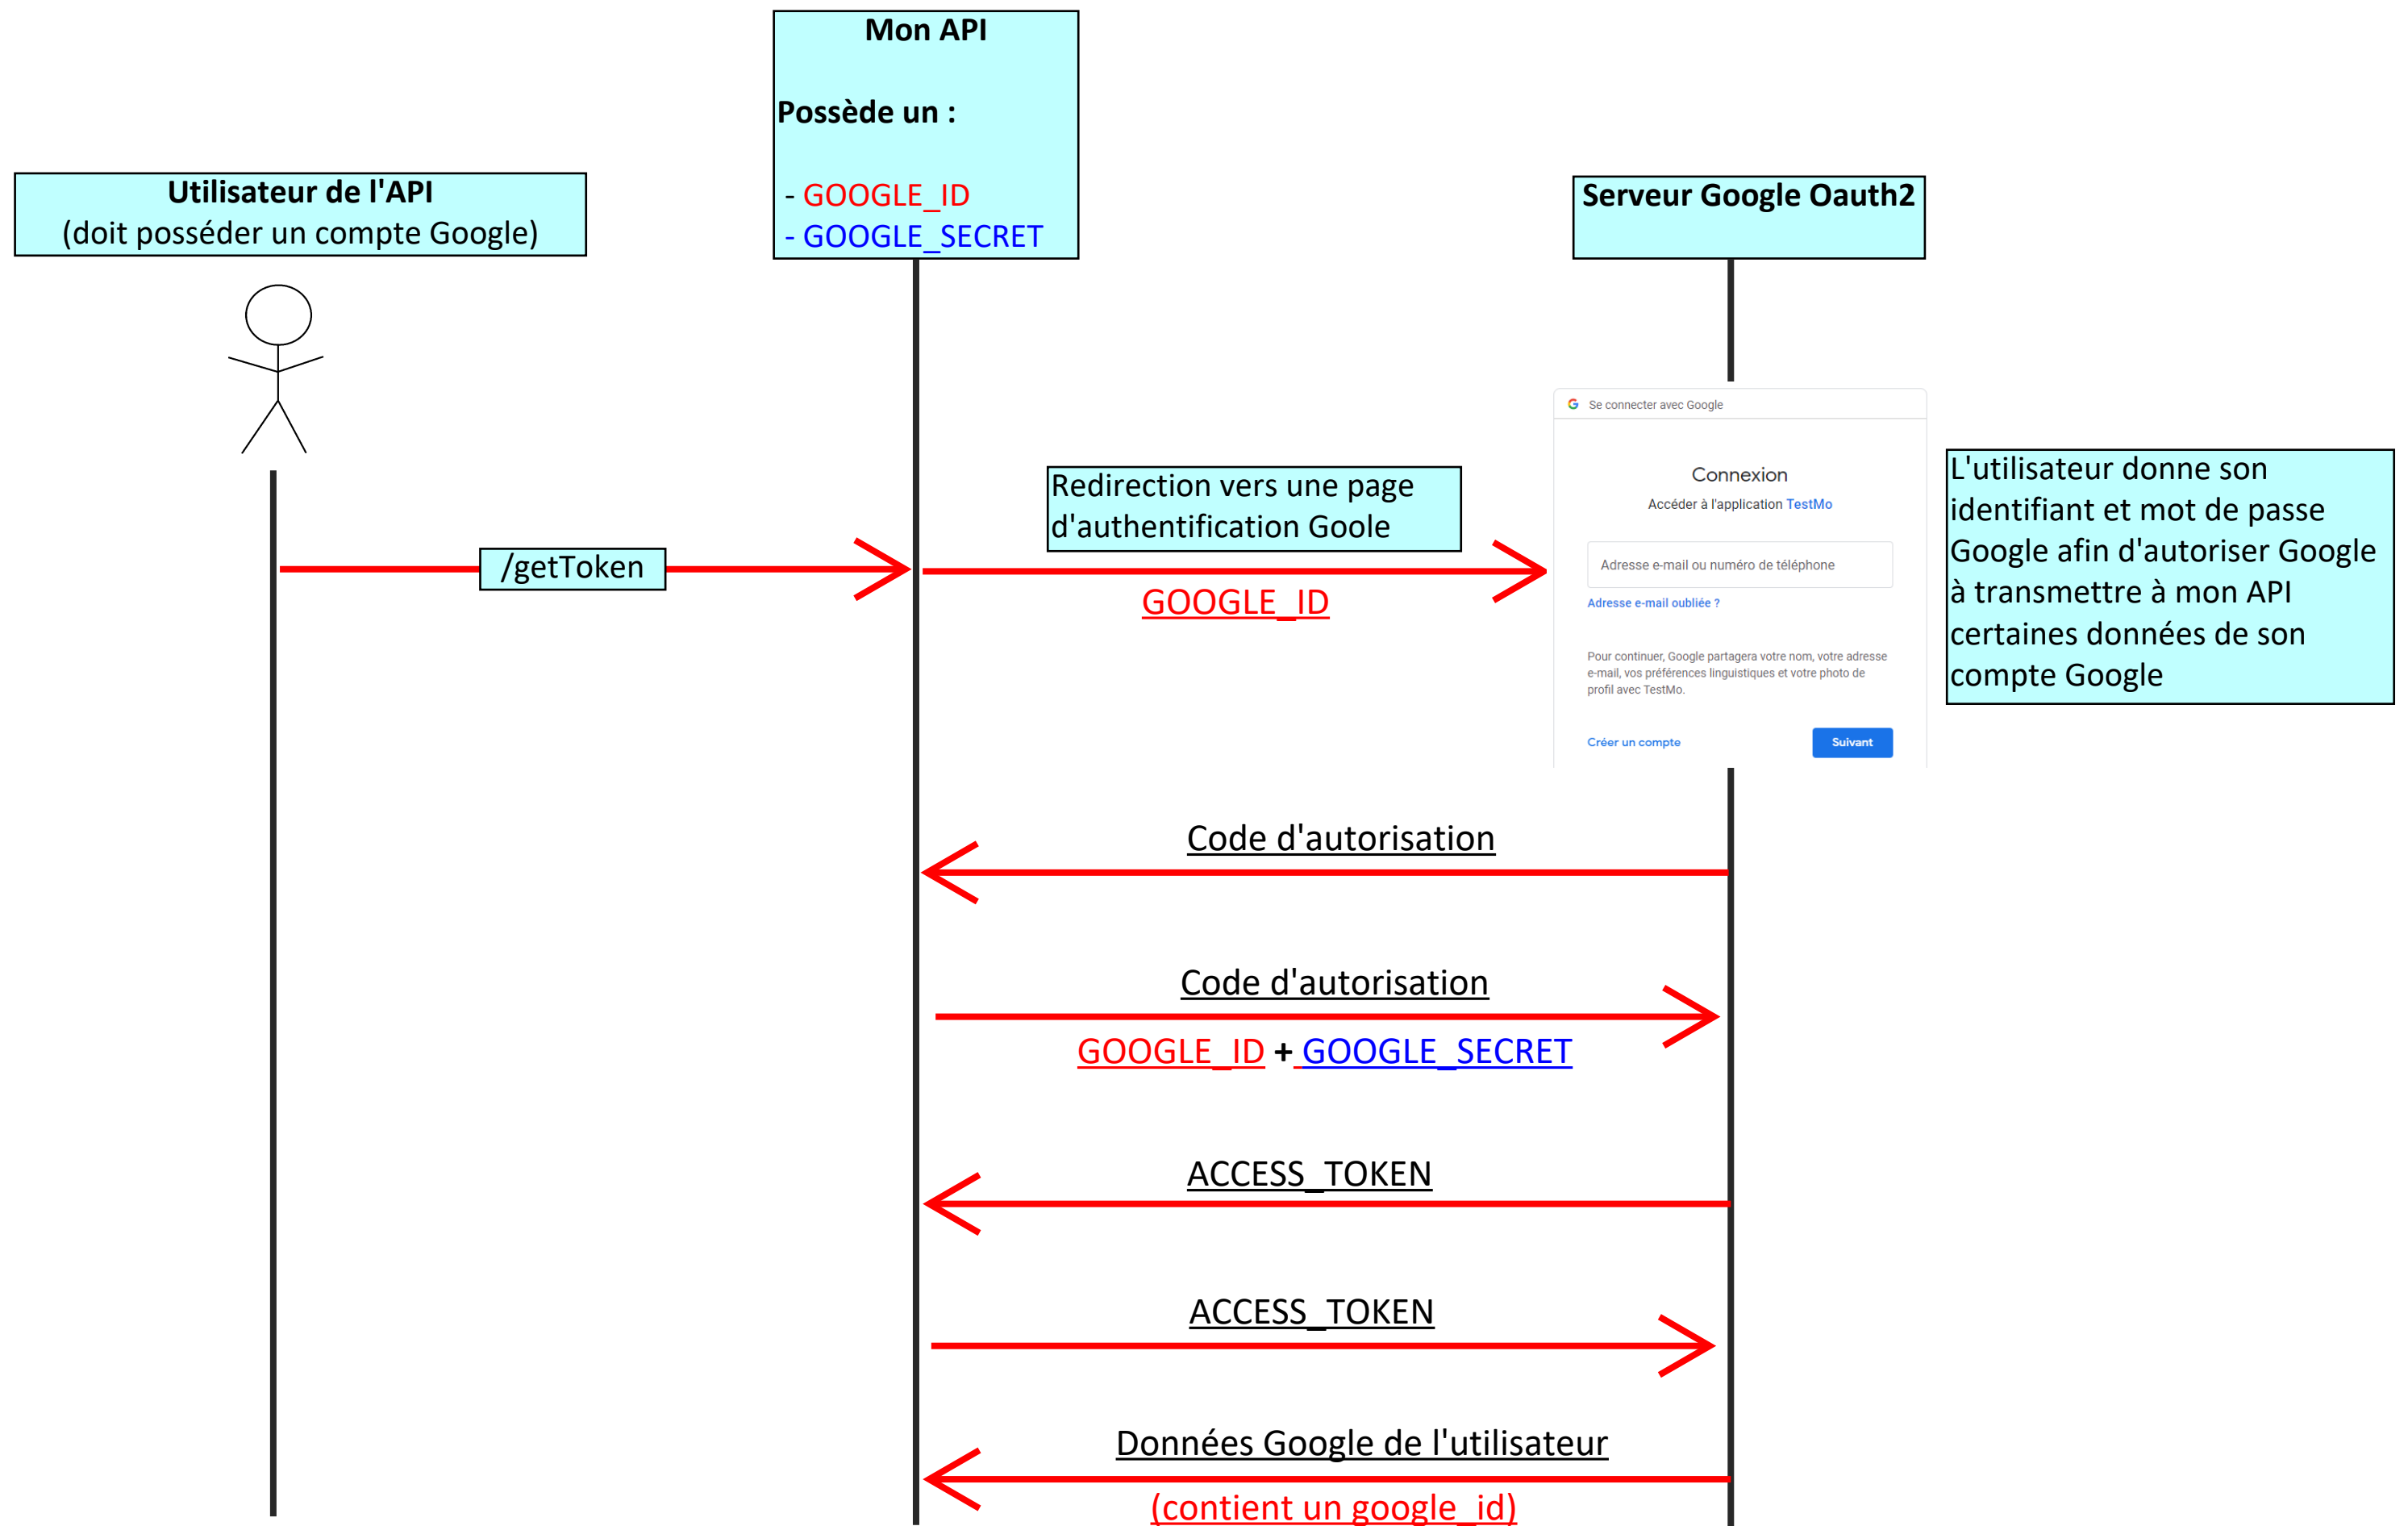 Mon API
Possède un :
- GOOGLE_ID
- GOOGLE_SECRET
Utilisateur de l'API
(doit posséder un compte Google)
Serveur Google Oauth2
/getToken
Redirection vers une page
d'authentification Goole
GOOGLE_ID
Se connecter avec Google
Connexion
Accéder à l'application TestMo
Adresse e-mail ou numéro de téléphone
Adresse e-mail oubliée ?
Pour continuer, Google partagera votre nom, votre adresse
e-mail, vos préférences linguistiques et votre photo de
profil avec TestMo.
Créer un compte
Suivant
L'utilisateur donne son
identifiant et mot de passe
Google afin d'autoriser Google
à transmettre à mon API
certaines données de son
compte Google
Code d'autorisation
Code d'autorisation
GOOGLE_ID + GOOGLE_SECRET
ACCESS_TOKEN
ACCESS_TOKEN
Données Google de l'utilisateur
(contient un google_id)